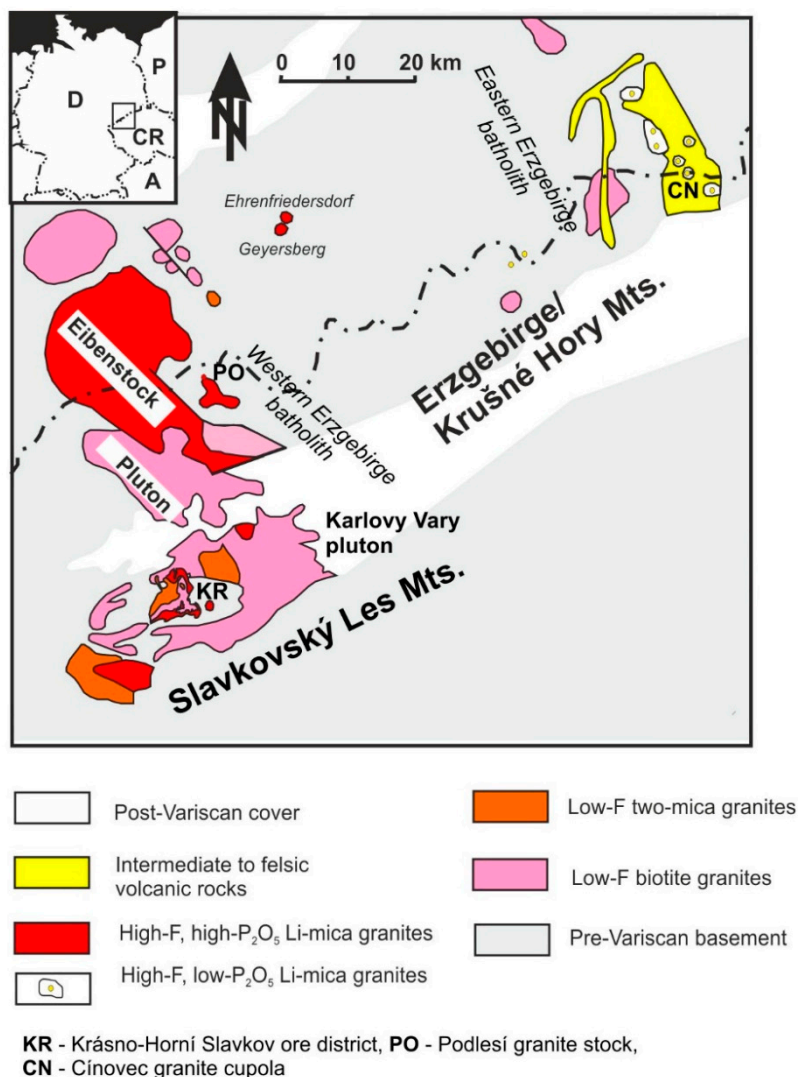 D
P
CR
A
N
0 10 20 km
Eastern Erzgebirge
batholith
CN
Ehrenfriedersdorf
Geyersberg
Erzgebirge/
Krušné Hory Mts.
Eibenstock
PO
Western Erzgebirge
batholith
Pluton
Karlovy Vary
pluton
KR
Slavkovský Les Mts.
Post-Variscan cover
Intermediate to felsic
volcanic rocks
High-F, high-P₂O₅ Li-mica granites
High-F, low-P₂O₅ Li-mica granites
Low-F two-mica granites
Low-F biotite granites
Pre-Variscan basement
KR - Krásno-Horní Slavkov ore district, PO - Podlesí granite stock,
CN - Cínovec granite cupola